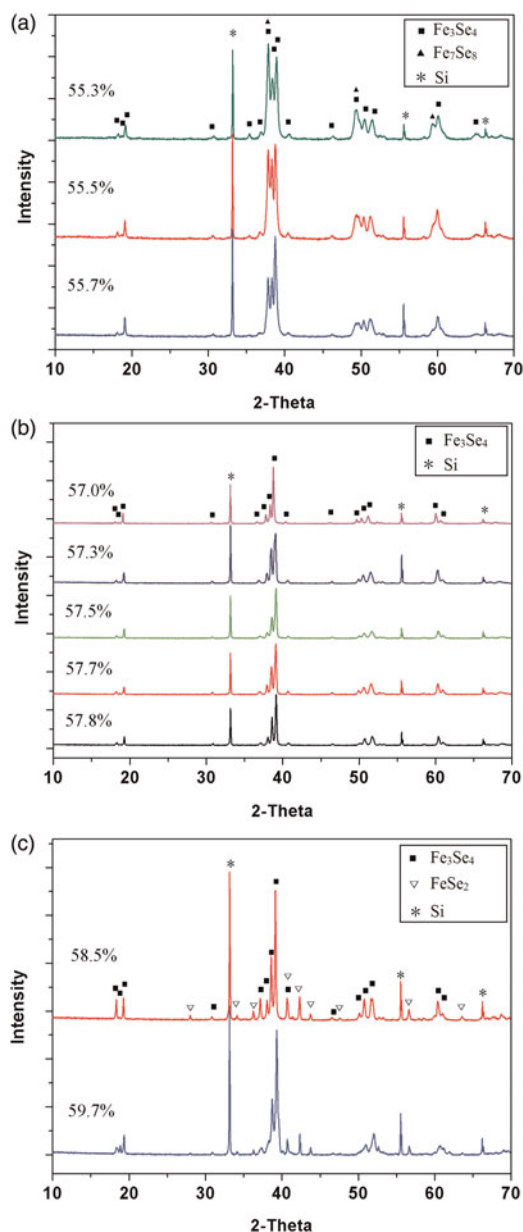 (a)
■ Fe3Se4
▲ Fe7Se8
* Si
55.3%
55.5%
55.7%
Intensity
10 20 30 40 50 60 70
2-Theta
(b)
■ Fe3Se4
* Si
57.0%
57.3%
57.5%
57.7%
57.8%
Intensity
10 20 30 40 50 60 70
2-Theta
(c)
■ Fe3Se4
▽ FeSe2
* Si
58.5%
59.7%
Intensity
10 20 30 40 50 60 70
2-Theta